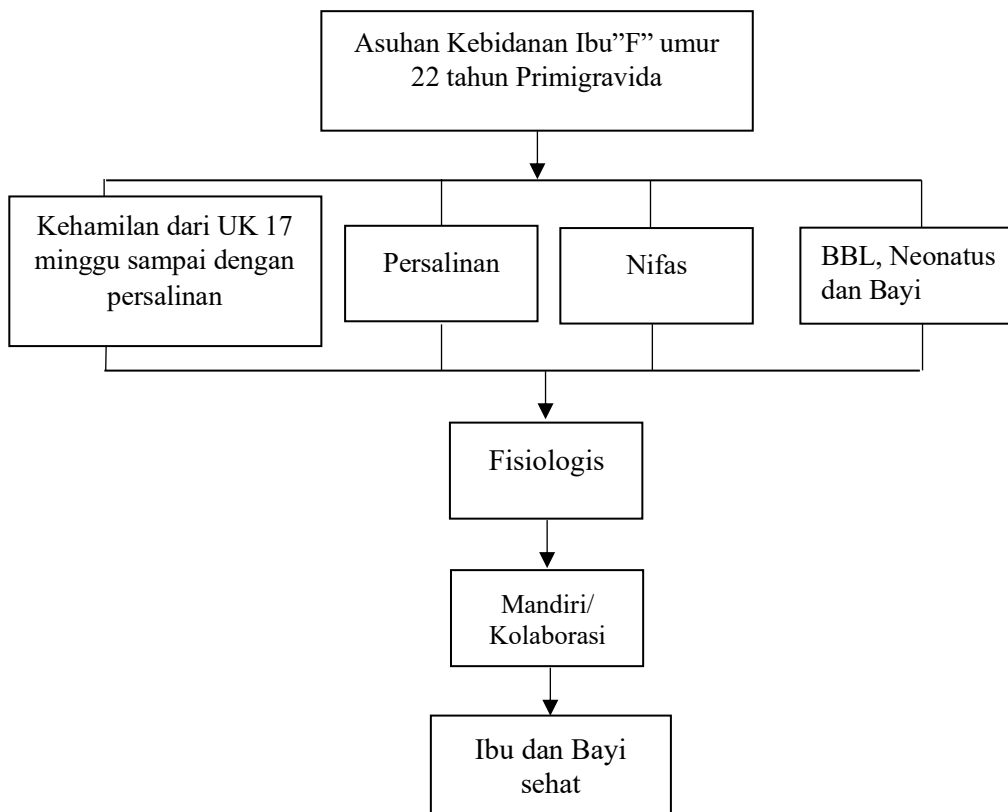 Asuhan Kebidanan Ibu”F” umur
22 tahun Primigravida
Kehamilan dari UK 17
minggu sampai dengan
persalinan
Persalinan
Nifas
BBL, Neonatus
dan Bayi
Fisiologis
Mandiri/
Kolaborasi
Ibu dan Bayi
sehat